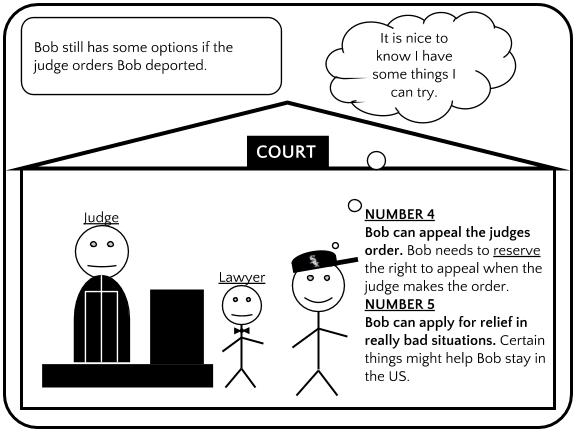 Bob still has some options if the
judge orders Bob deported.
It is nice to
know I have
some things I
can try.
COURT
Judge
Lawyer
NUMBER 4
Bob can appeal the judges
order. Bob needs to reserve
the right to appeal when the
judge makes the order.
NUMBER 5
Bob can apply for relief in
really bad situations. Certain
things might help Bob stay in
the US.